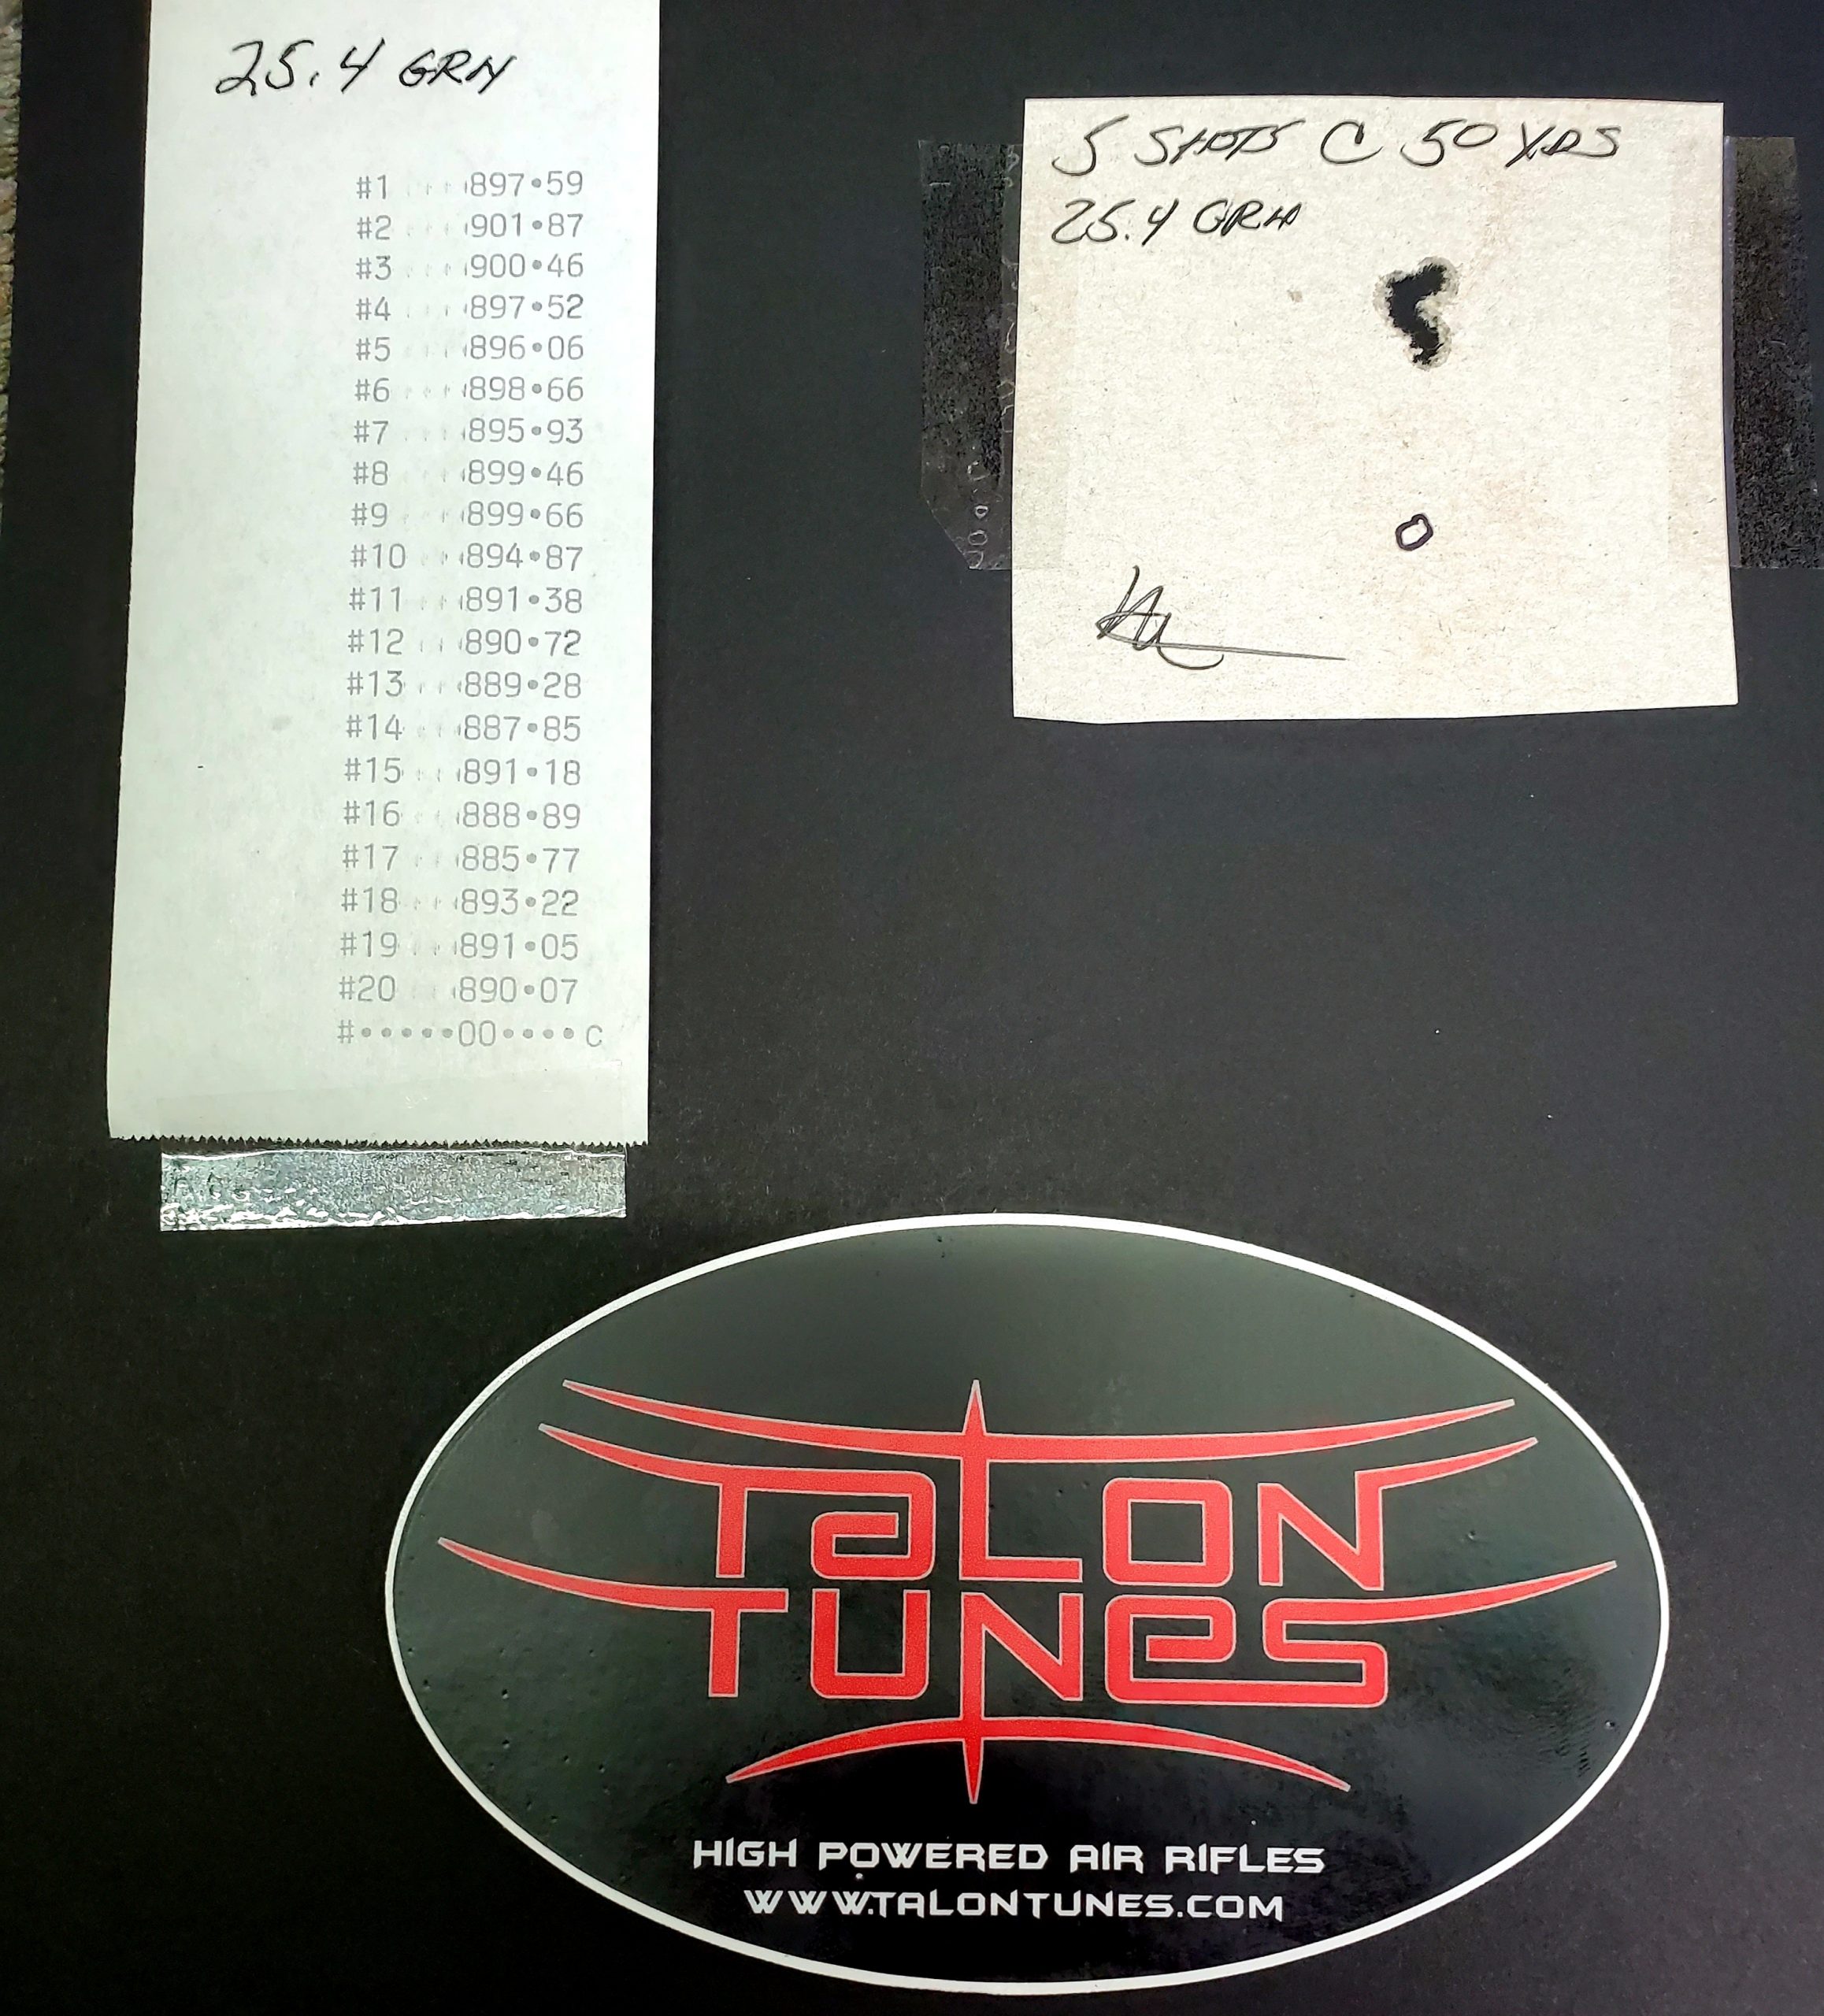 25.4 GRN
#1 897•59
#2 901•87
#3 900•46
#4 897•52
#5 896•06
#6 898•66
#7 895•93
#8 899•46
#9 899•66
#10 894•87
#11 891•38
#12 890•72
#13 889•28
#14 887•85
#15 891•18
#16 888•89
#17 885•77
#18 893•22
#19 891•05
#20 890•07
#•••••00••••C
5 SHOTS @ 50 YDS
25.4 GRN
TALON
TUNES
HIGH POWERED AIR RIFLES
WWW.TALONTUNES.COM